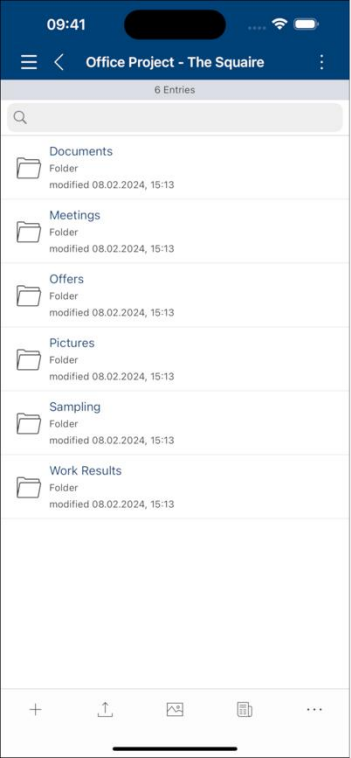 09:41
Office Project - The Squaire
6 Entries
Documents
Folder
modified 08.02.2024, 15:13
Meetings
Folder
modified 08.02.2024, 15:13
Offers
Folder
modified 08.02.2024, 15:13
Pictures
Folder
modified 08.02.2024, 15:13
Sampling
Folder
modified 08.02.2024, 15:13
Work Results
Folder
modified 08.02.2024, 15:13